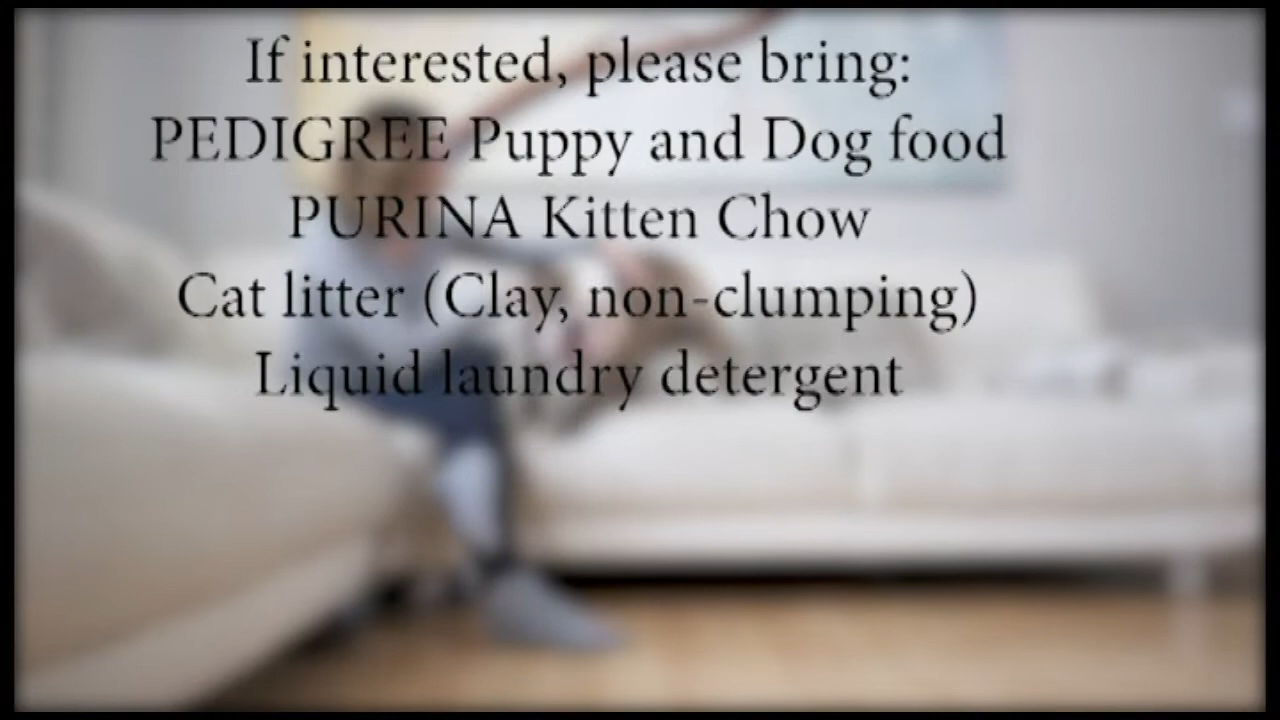 If interested, please bring:
PEDIGREE Puppy and Dog food
PURINA Kitten Chow
Cat litter (Clay, non-clumping)
Liquid laundry detergent